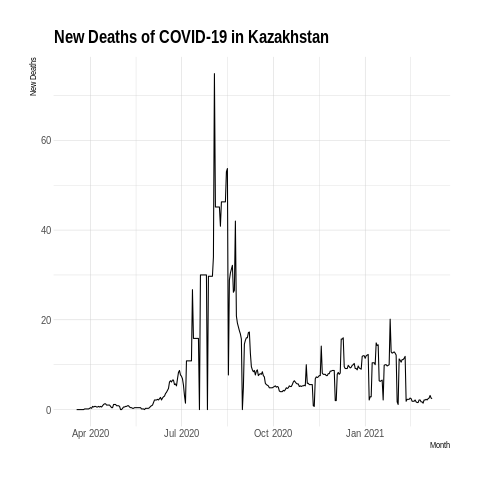 New Deaths of COVID-19 in Kazakhstan
New Deaths
60
40
20
0
Apr 2020
Jul 2020
Oct 2020
Jan 2021
Month